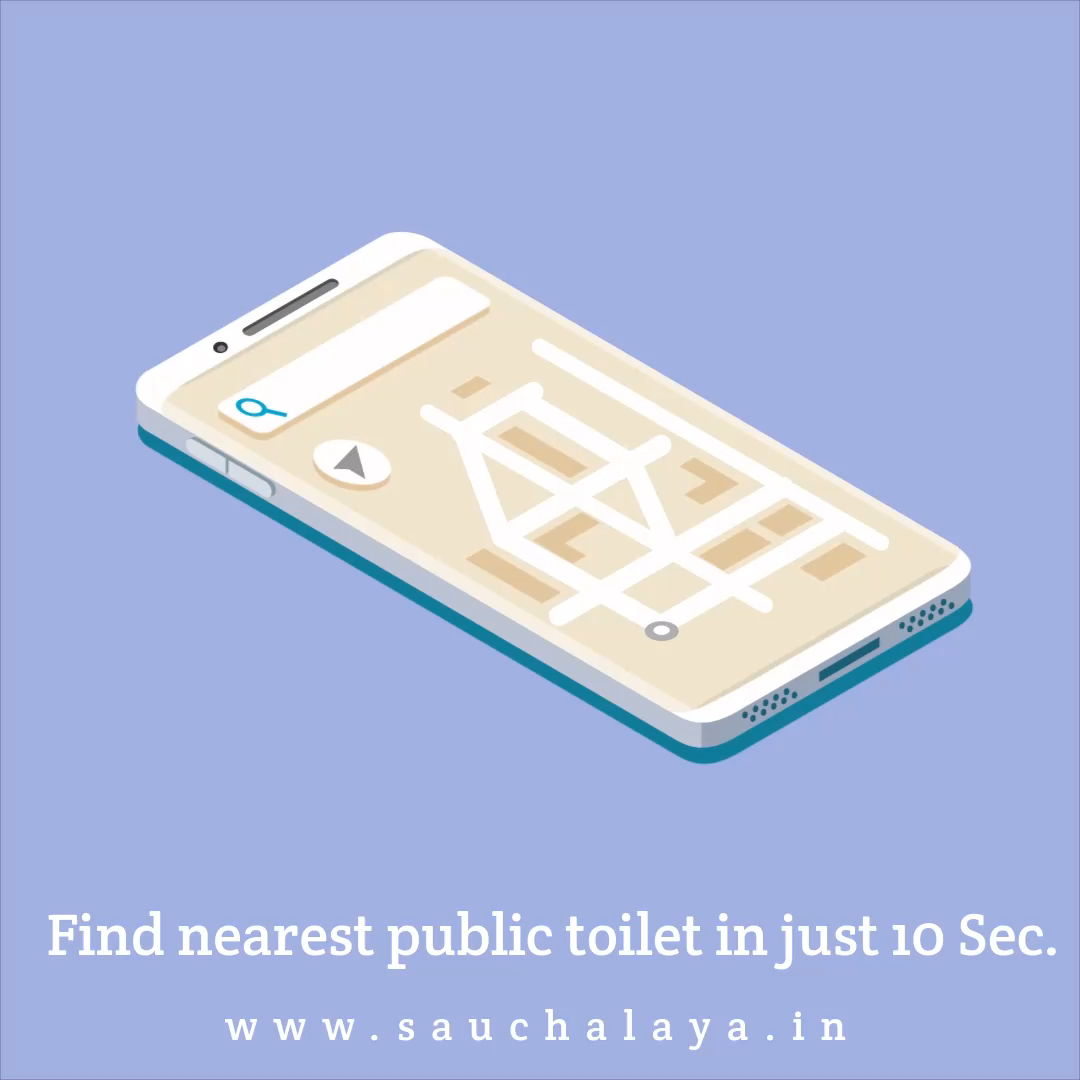 Find nearest public toilet in just 10 Sec.
www.sauchalaya.in